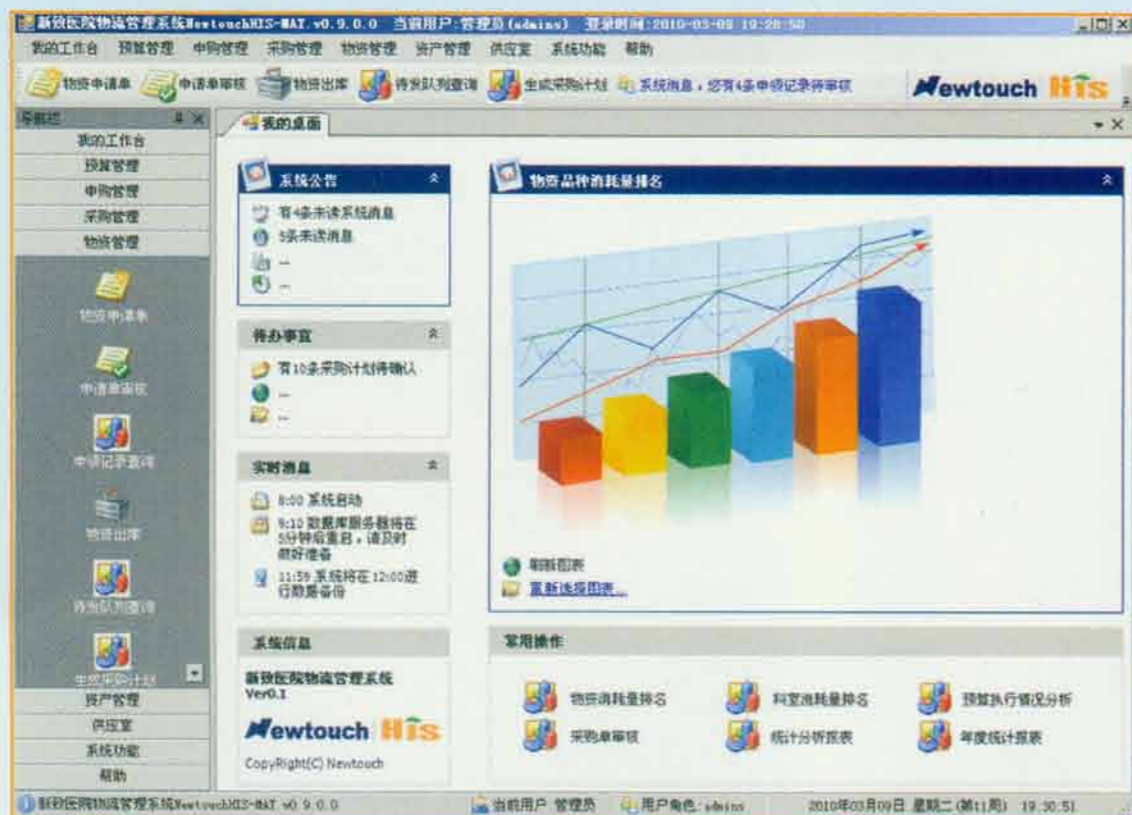 新致医院物流管理系统NewtouchHIS-MAT.v0.9.0.0 当前用户:管理员(admins) 登录时间:2010-03-09 19:28:50
我的工作台 预算管理 申购管理 采购管理 物资管理 资产管理 供应室 系统功能 帮助
物资申请单 申请单审核 物资出库 待发队列查询 生成采购计划 系统消息，您有4条申领记录待审核 Newtouch His
导航栏
我的桌面
我的工作台
预算管理
申购管理
采购管理
物资管理
物资申请单
申请单审核
申领记录查询
物资出库
待发队列查询
生成采购计划
资产管理
供应室
系统功能
帮助
系统公告
有4条未读系统消息
5条未读消息
...
...
待办事宜
有10条采购计划待确认
...
...
实时消息
8:00 系统启动
9:10 数据库服务器将在
5分钟后重启，请及时
做好准备
11:59 系统将在12:00进
行数据备份
系统信息
新致医院物流管理系统
Ver0.1
Newtouch His
CopyRight(C) Newtouch
物资品种消耗量排名
刷新图表
重新选择图表...
常用操作
物资消耗量排名 科室消耗量排名 预算执行情况分析
采购单审核 统计分析报表 年度统计报表
新致医院物流管理系统NewtouchHIS-MAT v0.9.0.0 当前用户:管理员 用户角色:admins 2010年03月09日 星期二(第11周) 19:30:51